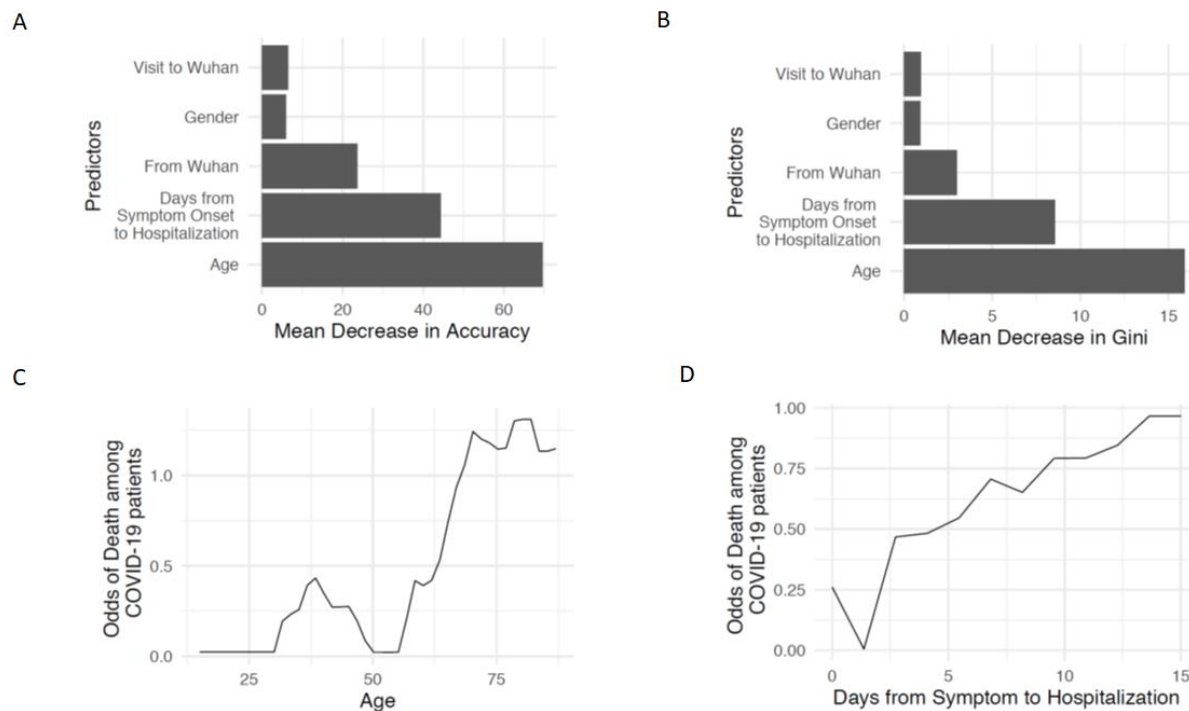 A
Predictors
Visit to Wuhan
Gender
From Wuhan
Days from
Symptom Onset
to Hospitalization
Age
0 20 40 60
Mean Decrease in Accuracy
B
Predictors
Visit to Wuhan
Gender
From Wuhan
Days from
Symptom Onset
to Hospitalization
Age
0 5 10 15
Mean Decrease in Gini
C
Odds of Death among
COVID-19 patients
1.0
0.5
0.0
25 50 75
Age
D
Odds of Death among
COVID-19 patients
1.00
0.75
0.50
0.25
0.00
0 5 10 15
Days from Symptom to Hospitalization